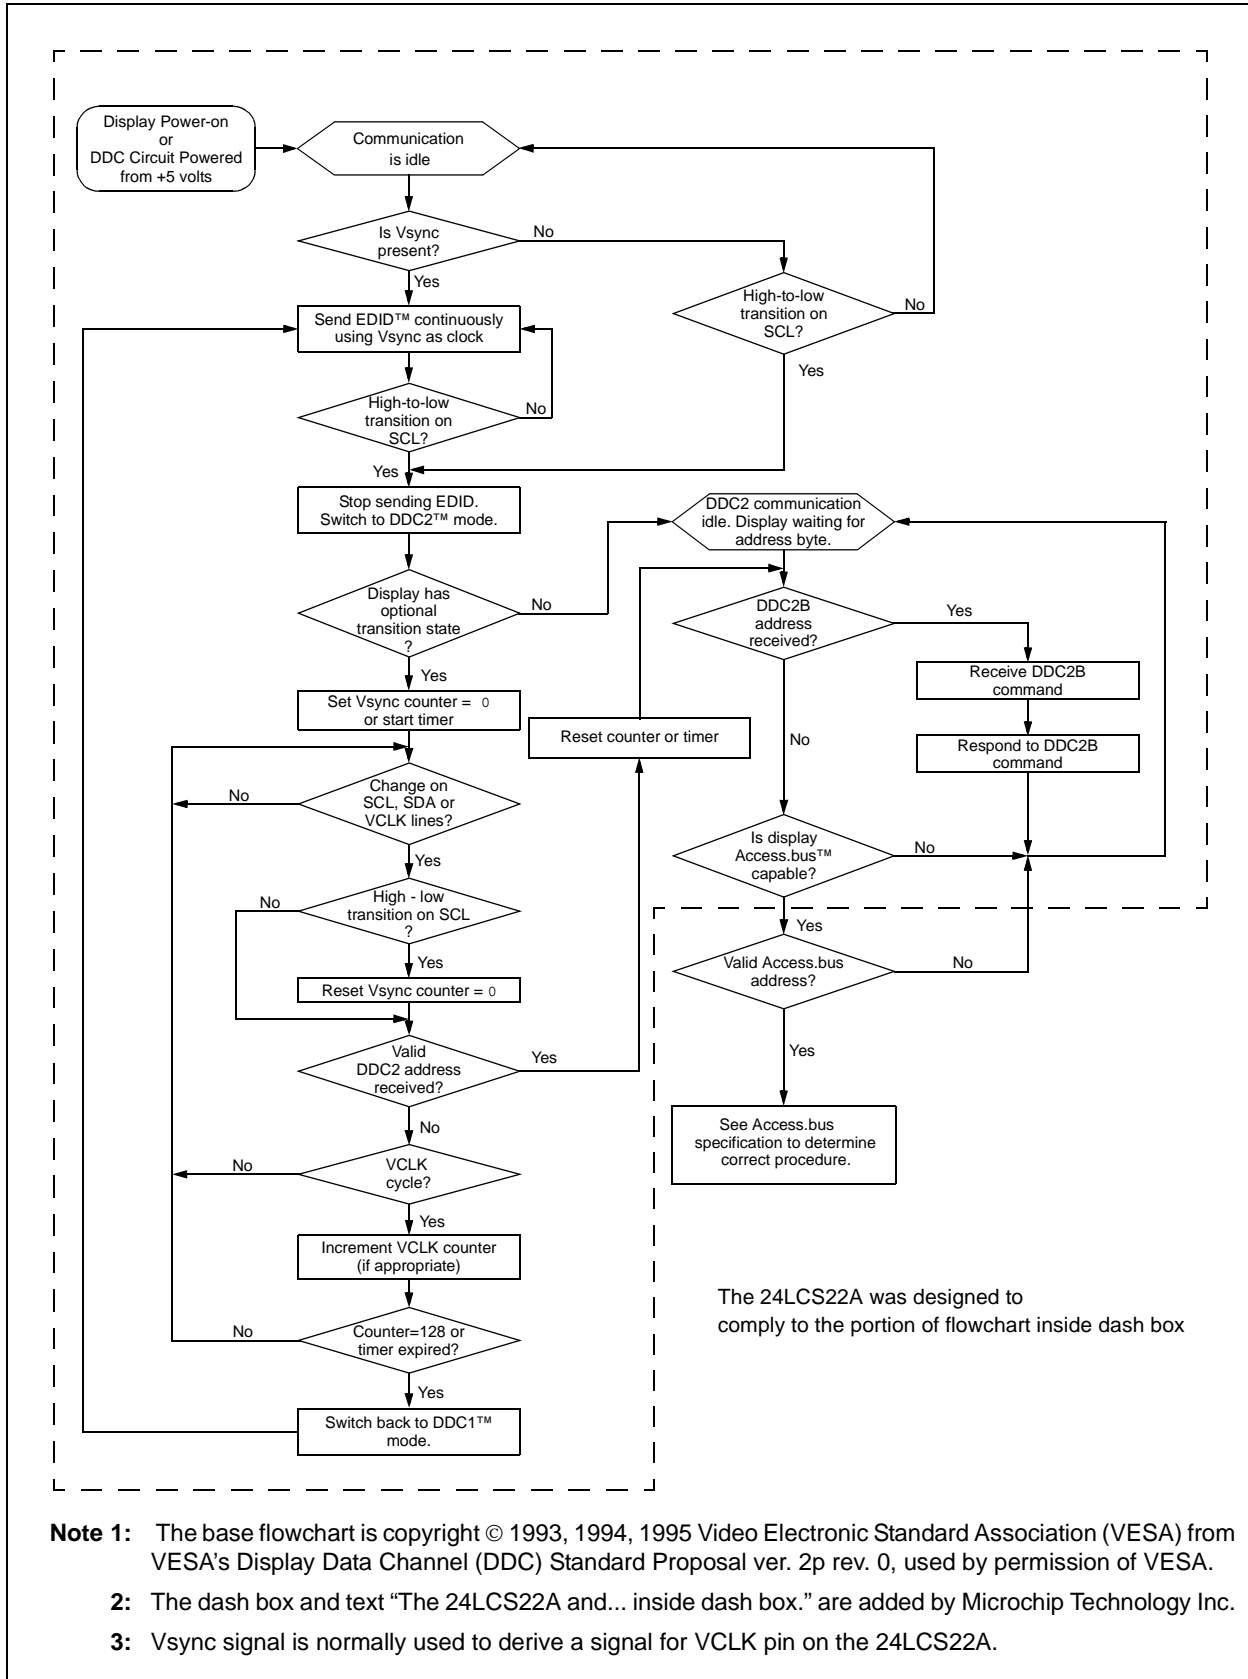 Display Power-on
or
DDC Circuit Powered
from +5 volts
Communication
is idle
Is Vsync
present?
No
Yes
High-to-low
transition on
SCL?
No
Yes
Send EDID™ continuously
using Vsync as clock
High-to-low
transition on
SCL?
No
Yes
Stop sending EDID.
Switch to DDC2™ mode.
DDC2 communication
idle. Display waiting for
address byte.
Display has
optional
transition state
?
No
Yes
DDC2B
address
received?
Yes
No
Receive DDC2B
command
Respond to DDC2B
command
Set Vsync counter = 0
or start timer
Reset counter or timer
Change on
SCL, SDA or
VCLK lines?
No
Yes
Is display
Access.bus™
capable?
No
Yes
High - low
transition on SCL
?
No
Yes
Valid Access.bus
address?
No
Yes
Reset Vsync counter = 0
Valid
DDC2 address
received?
Yes
No
See Access.bus
specification to determine
correct procedure.
VCLK
cycle?
No
Yes
Increment VCLK counter
(if appropriate)
Counter=128 or
timer expired?
No
Yes
Switch back to DDC1™
mode.
The 24LCS22A was designed to
comply to the portion of flowchart inside dash box
Note 1: The base flowchart is copyright © 1993, 1994, 1995 Video Electronic Standard Association (VESA) from
VESA's Display Data Channel (DDC) Standard Proposal ver. 2p rev. 0, used by permission of VESA.
2: The dash box and text “The 24LCS22A and... inside dash box.” are added by Microchip Technology Inc.
3: Vsync signal is normally used to derive a signal for VCLK pin on the 24LCS22A.